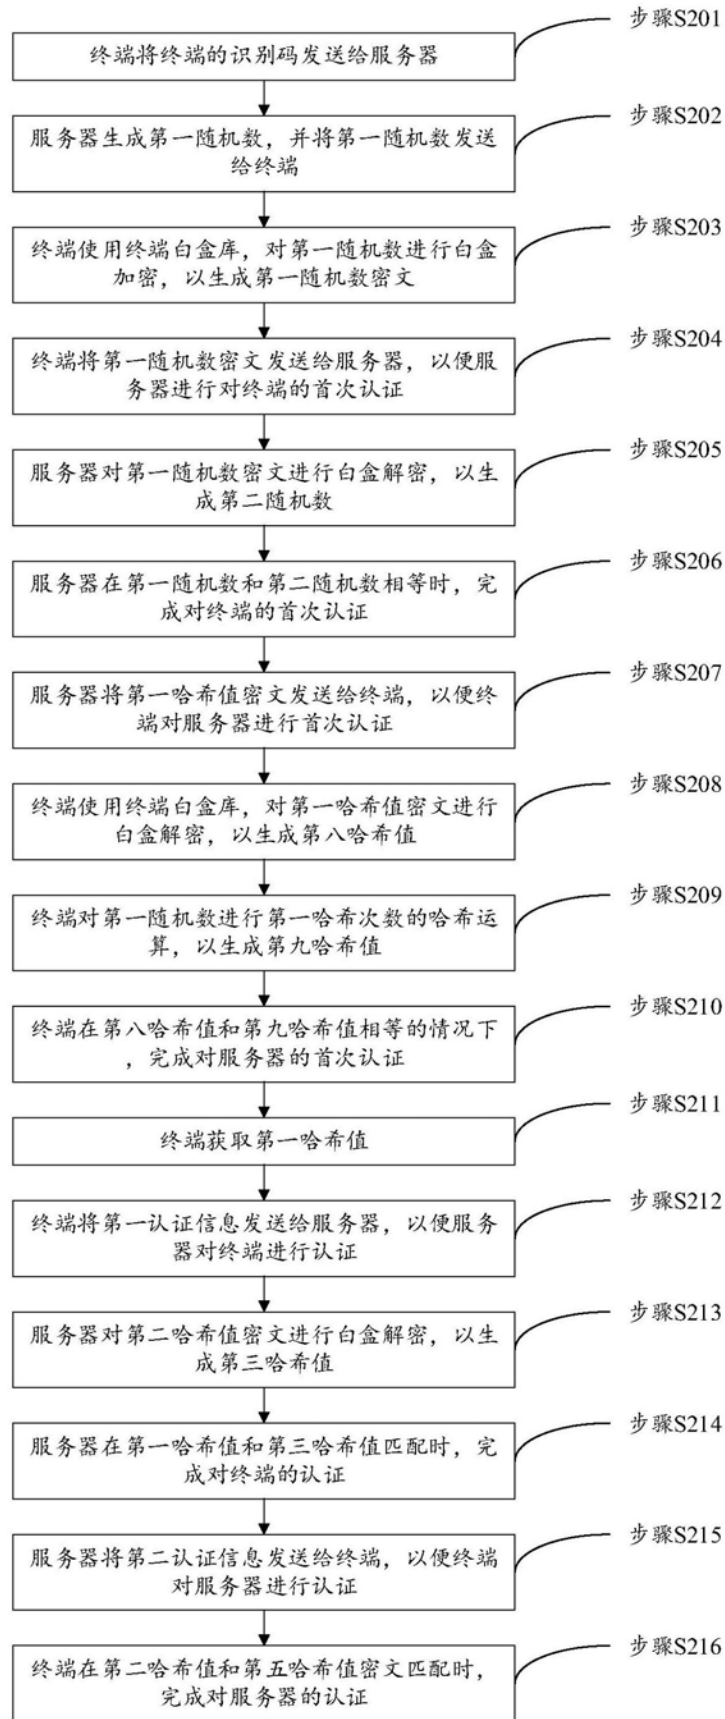 步骤S201
终端将终端的识别码发送给服务器
步骤S202
服务器生成第一随机数，并将第一随机数发送
给终端
步骤S203
终端使用终端白盒库，对第一随机数进行白盒
加密，以生成第一随机数密文
步骤S204
终端将第一随机数密文发送给服务器，以便服
务器进行对终端的首次认证
步骤S205
服务器对第一随机数密文进行白盒解密，以生
成第二随机数
步骤S206
服务器在第一随机数和第二随机数相等时，完
成对终端的首次认证
步骤S207
服务器将第一哈希值密文发送给终端，以便终
端对服务器进行首次认证
步骤S208
终端使用终端白盒库，对第一哈希值密文进行
白盒解密，以生成第八哈希值
步骤S209
终端对第一随机数进行第一哈希次数的哈希运
算，以生成第九哈希值
步骤S210
终端在第八哈希值和第九哈希值相等的情况下
，完成对服务器的首次认证
步骤S211
终端获取第一哈希值
步骤S212
终端将第一认证信息发送给服务器，以便服务
器对终端进行认证
步骤S213
服务器对第二哈希值密文进行白盒解密，以生
成第三哈希值
步骤S214
服务器在第一哈希值和第三哈希值匹配时，完
成对终端的认证
步骤S215
服务器将第二认证信息发送给终端，以便终端
对服务器进行认证
步骤S216
终端在第二哈希值和第五哈希值密文匹配时，
完成对服务器的认证